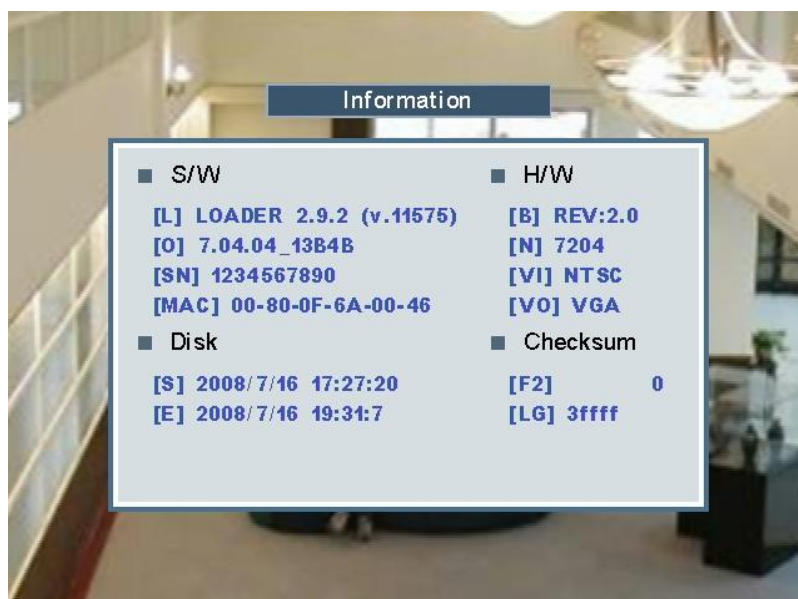 Information
S/W
[L] LOADER 2.9.2 (v.11575)
[O] 7.04.04_13B4B
[SN] 1234567890
[MAC] 00-80-0F-6A-00-46
H/W
[B] REV:2.0
[N] 7204
[VI] NTSC
[VO] VGA
Disk
[S] 2008/7/16 17:27:20
[E] 2008/7/16 19:31:7
Checksum
[F2] 0
[LG] 3ffff